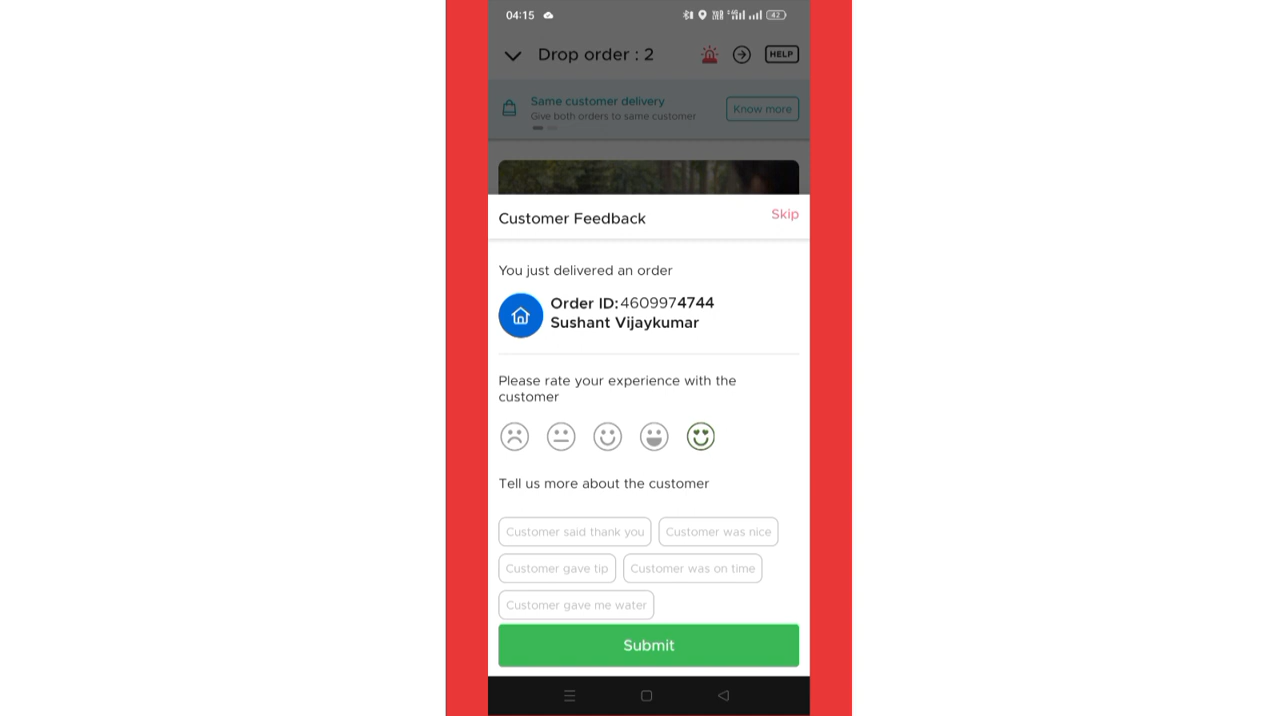 04:15
42
Drop order : 2
HELP
Same customer delivery
Give both orders to same customer
Know more
Customer Feedback
Skip
You just delivered an order
Order ID:4609974744
Sushant Vijaykumar
Please rate your experience with the
customer
Tell us more about the customer
Customer said thank you
Customer was nice
Customer gave tip
Customer was on time
Customer gave me water
Submit